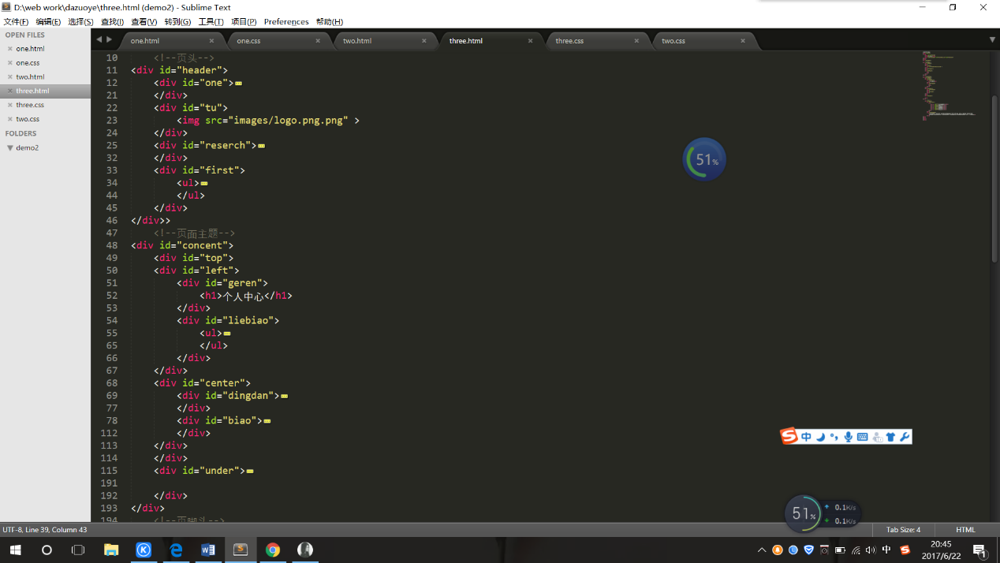 D:\web work\dazuoye\three.html (demo2) - Sublime Text
文件(F) 编辑(E) 选择(S) 查找(I) 查看(V) 转到(G) 工具(T) 项目(P) Preferences 帮助(H)
OPEN FILES
one.html
one.css
two.html
three.html
three.css
two.css
FOLDERS
demo2
one.html one.css two.html three.html three.css two.css
10 <!--页头-->
11 <div id="header">
12 <div id="one">
21 </div>
22 <div id="tu">
23 <img src="images/logo.png.png" >
24 </div>
25 <div id="reserch">
32 </div>
33 <div id="first">
34 <ul>
44 </ul>
45 </div>
46 </div>>
47 <!--页面主题-->
48 <div id="concent">
49 <div id="top">
50 <div id="left">
51 <div id="geren">
52 <h1>个人中心</h1>
53 </div>
54 <div id="liebiao">
55 <ul>
65 </ul>
66 </div>
67 </div>
68 <div id="center">
69 <div id="dingdan">
77 </div>
78 <div id="biao">
112 </div>
113 </div>
114 </div>
115 <div id="under">
191
192 </div>
193 </div>
194 <!--页脚头-->
51%
中
51%
0.1K/s
0.1K/s
UTF-8, Line 39, Column 43
Tab Size: 4
HTML
中
20:45
2017/6/22
1